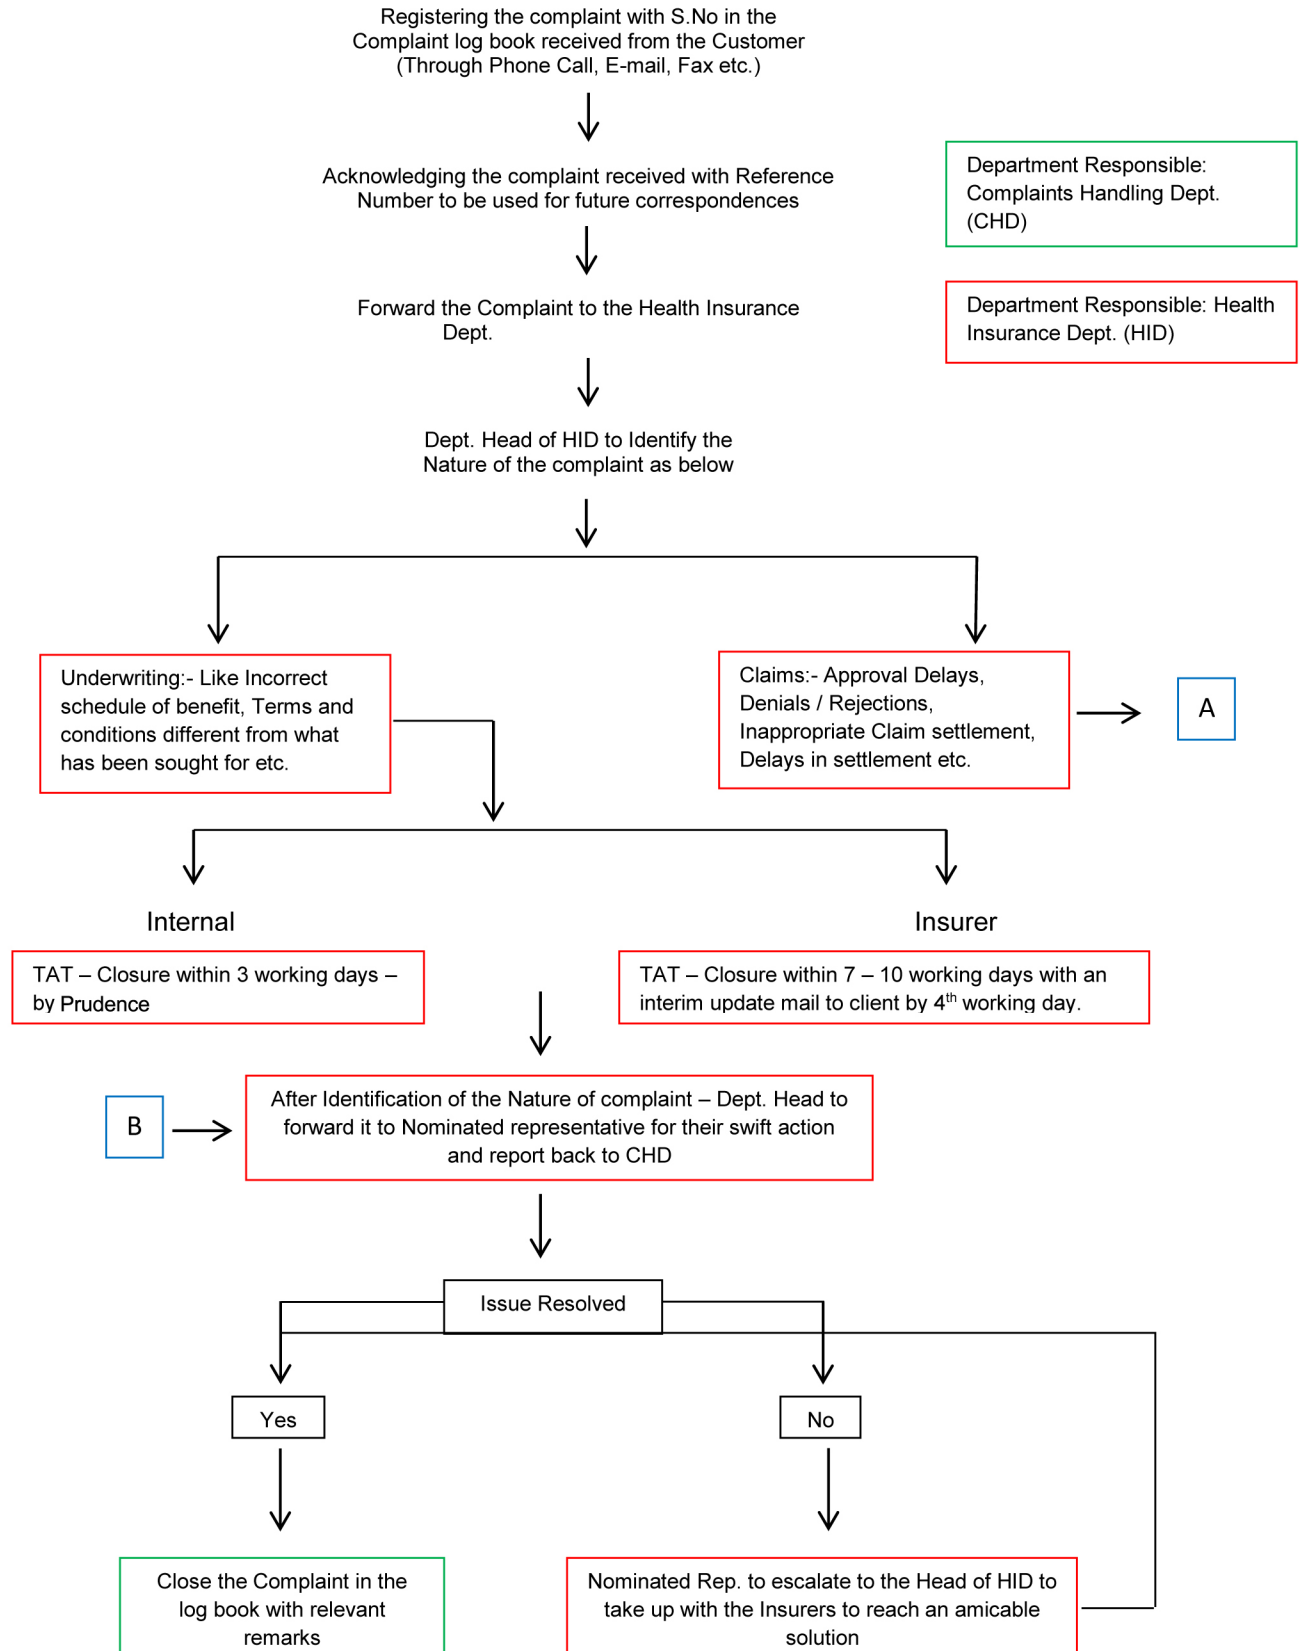 Registering the complaint with S.No in the
Complaint log book received from the Customer
(Through Phone Call, E-mail, Fax etc.)
Acknowledging the complaint received with Reference
Number to be used for future correspondences
Department Responsible:
Complaints Handling Dept.
(CHD)
Forward the Complaint to the Health Insurance
Dept.
Department Responsible: Health
Insurance Dept. (HID)
Dept. Head of HID to Identify the
Nature of the complaint as below
Underwriting:- Like Incorrect
schedule of benefit, Terms and
conditions different from what
has been sought for etc.
Claims:- Approval Delays,
Denials / Rejections,
Inappropriate Claim settlement,
Delays in settlement etc.
A
Internal
Insurer
TAT – Closure within 3 working days –
by Prudence
TAT – Closure within 7 – 10 working days with an
interim update mail to client by 4th working day.
B
After Identification of the Nature of complaint – Dept. Head to
forward it to Nominated representative for their swift action
and report back to CHD
Issue Resolved
Yes
No
Close the Complaint in the
log book with relevant
remarks
Nominated Rep. to escalate to the Head of HID to
take up with the Insurers to reach an amicable
solution